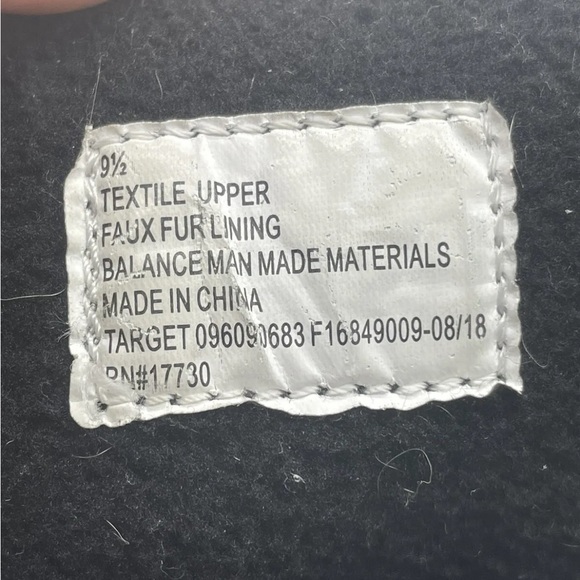 9½
TEXTILE UPPER
FAUX FUR LINING
BALANCE MAN MADE MATERIALS
MADE IN CHINA
TARGET 096090683 F16849009-08/18
RN#17730